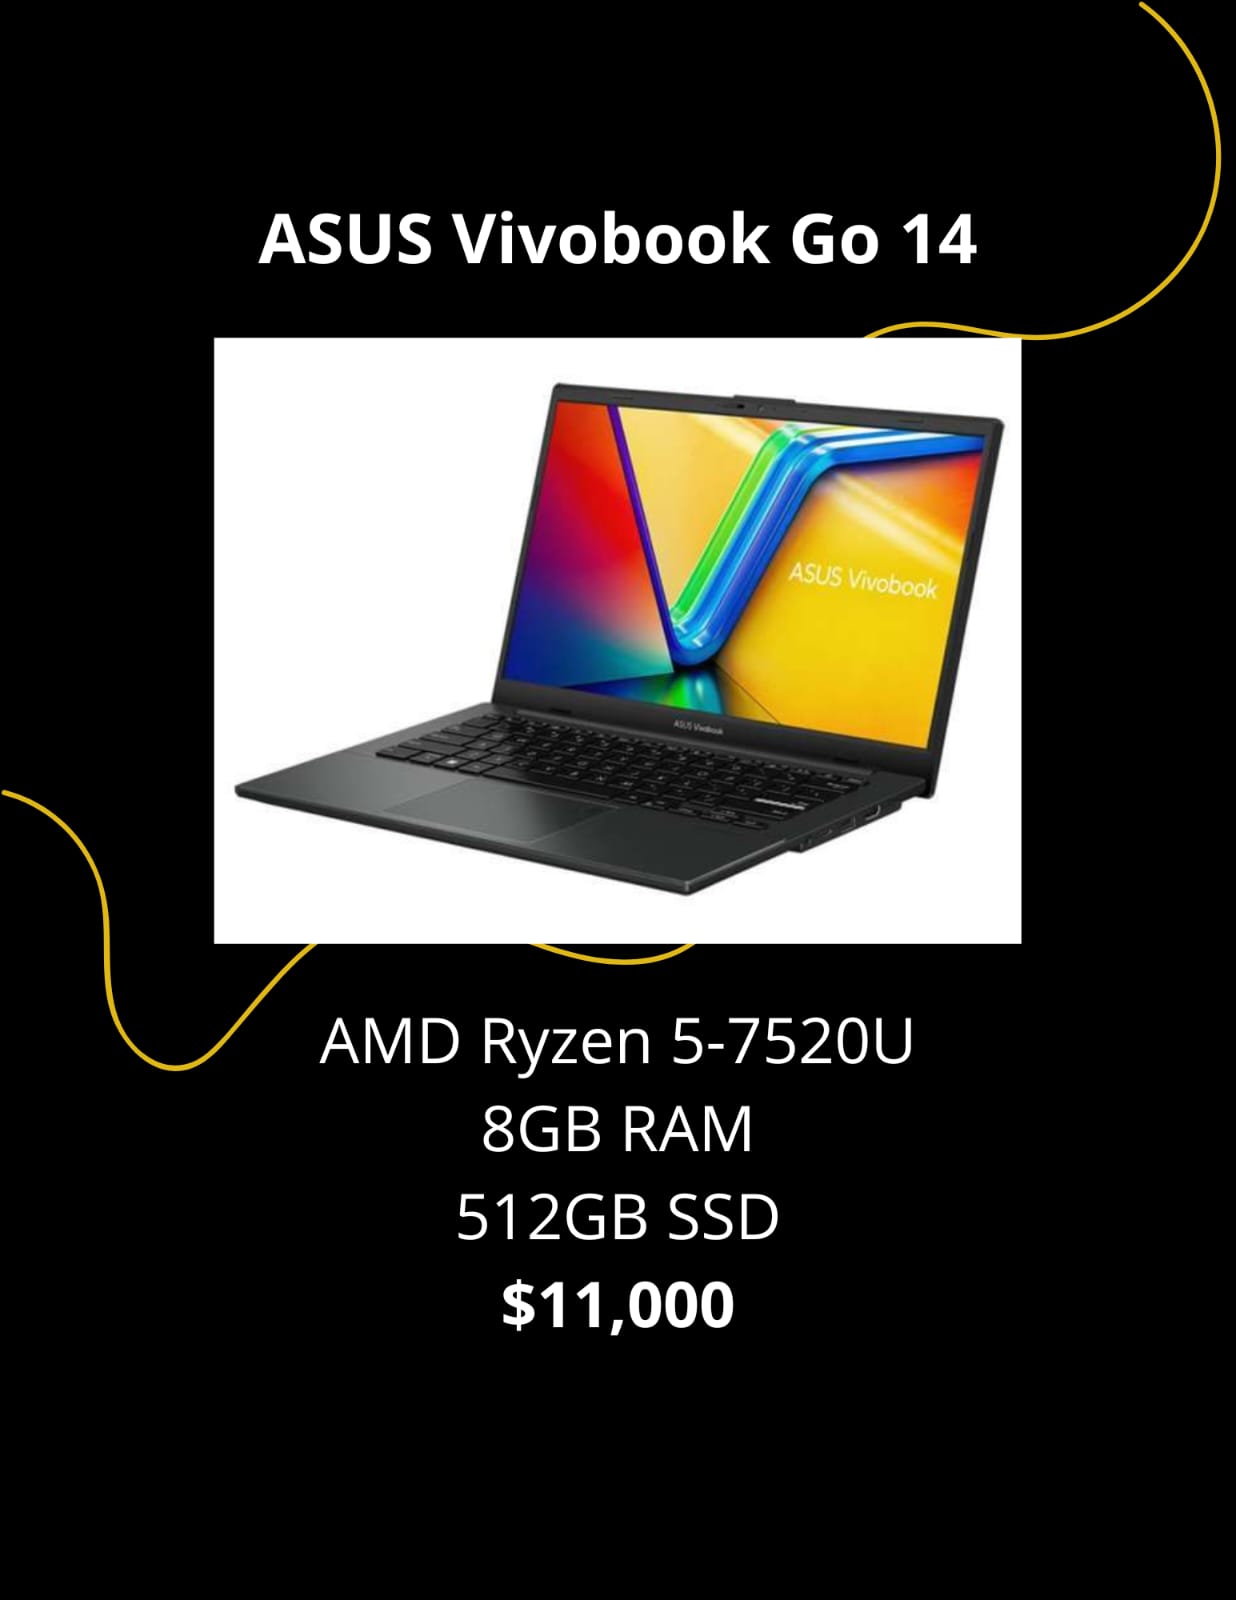 ASUS Vivobook Go 14
ASUS Vivobook
ASUS Vivobook
AMD Ryzen 5-7520U
8GB RAM
512GB SSD
$11,000